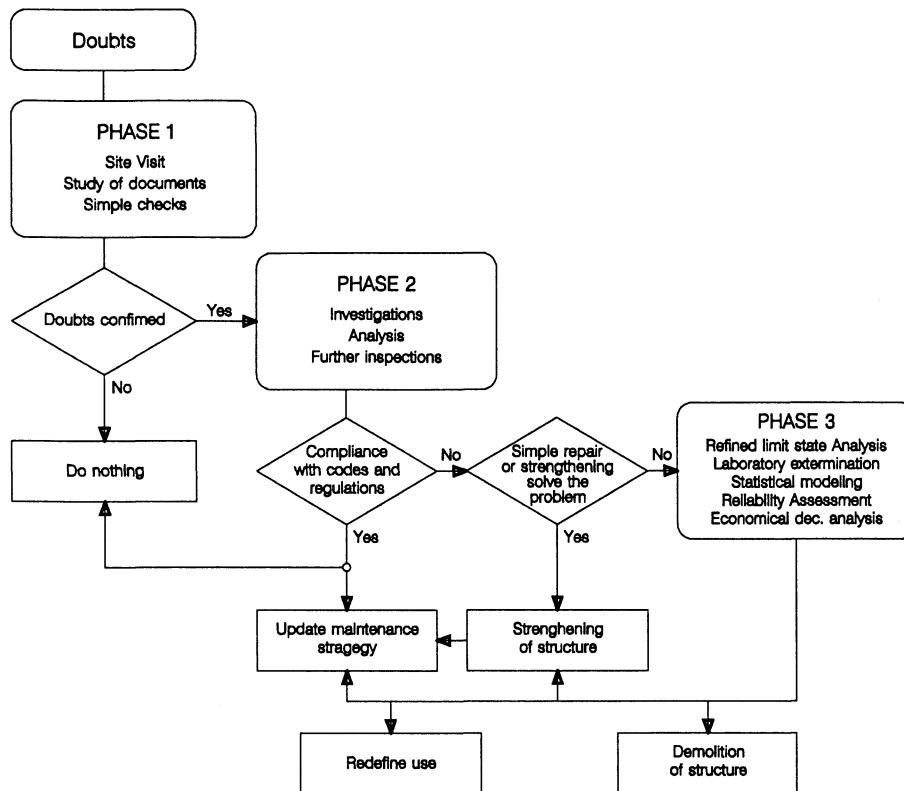 Doubts
PHASE 1
Site Visit
Study of documents
Simple checks
Doubts confimed
Yes
No
Do nothing
PHASE 2
Investigations
Analysis
Further inspections
Compliance
with codes and
regulations
No
Yes
Simple repair
or strengthening
solve the
problem
No
Yes
PHASE 3
Refined limit state Analysis
Laboratory extermination
Statistical modeling
Reliability Assessment
Economical dec. analysis
Update maintenance
stragegy
Strenghening
of structure
Redefine use
Demolition
of structure